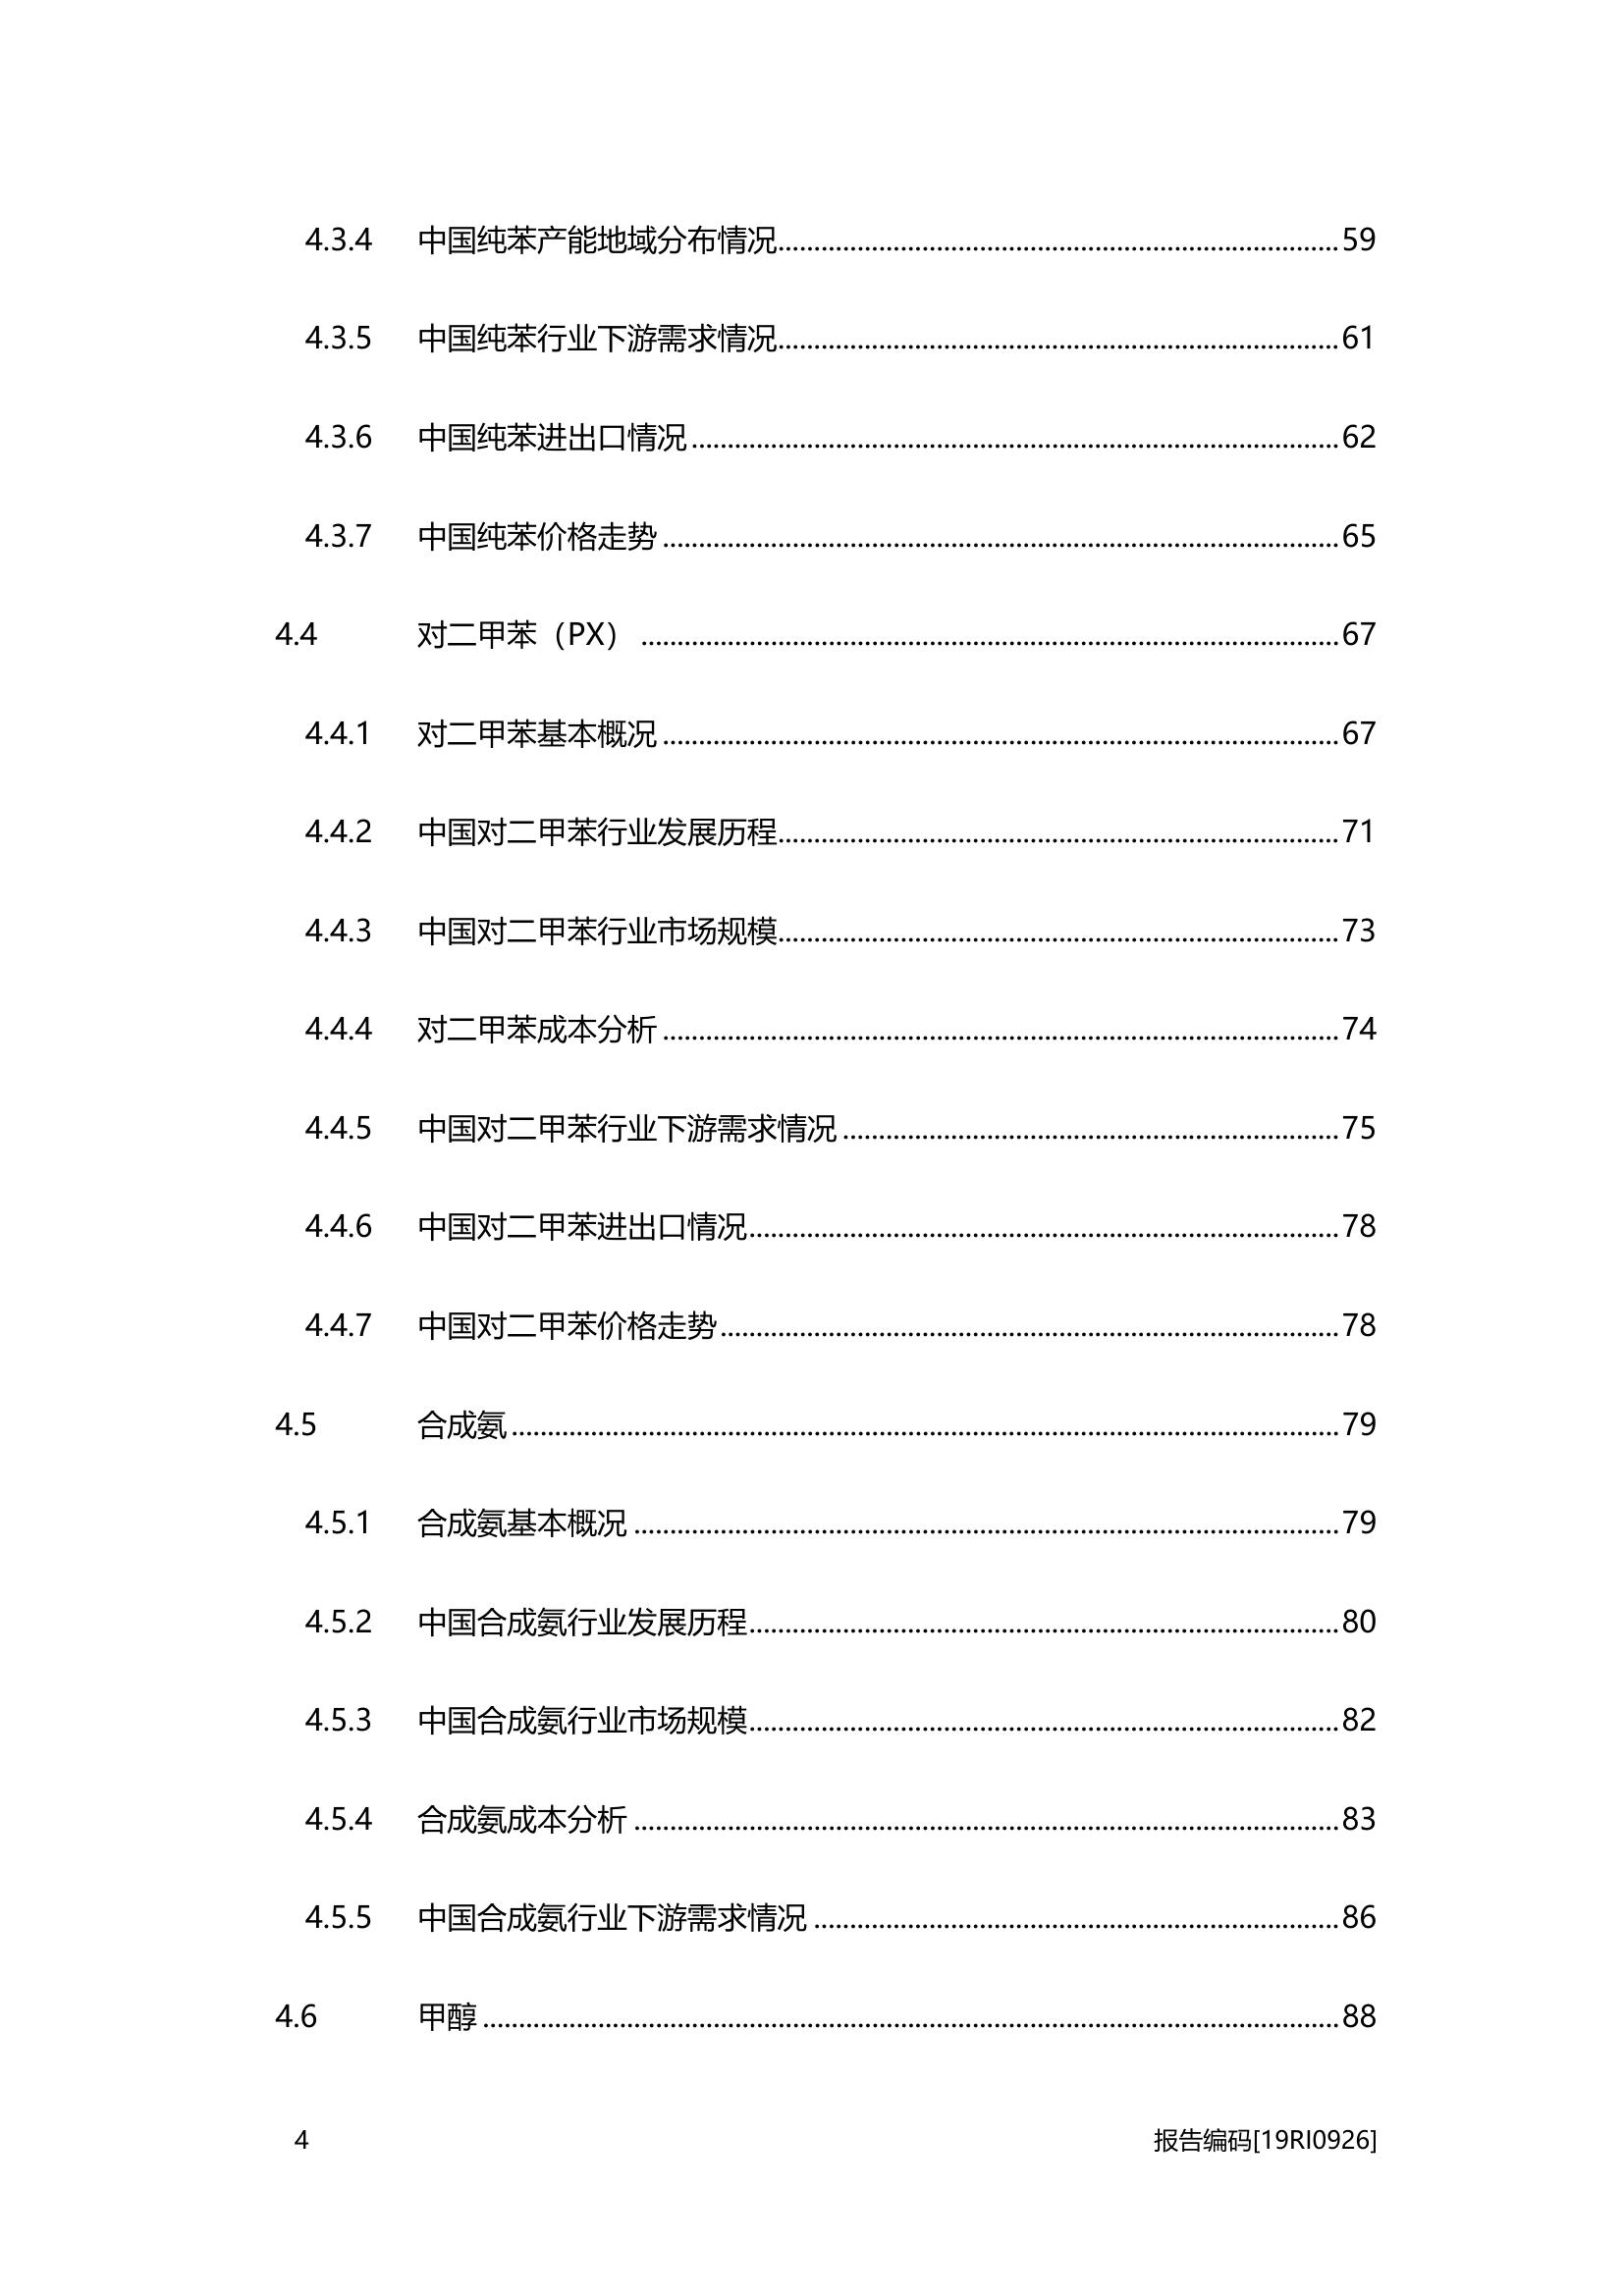 4.3.4 中国纯苯产能地域分布情况 59
4.3.5 中国纯苯行业下游需求情况 61
4.3.6 中国纯苯进出口情况 62
4.3.7 中国纯苯价格走势 65
4.4 对二甲苯（PX） 67
4.4.1 对二甲苯基本概况 67
4.4.2 中国对二甲苯行业发展历程 71
4.4.3 中国对二甲苯行业市场规模 73
4.4.4 对二甲苯成本分析 74
4.4.5 中国对二甲苯行业下游需求情况 75
4.4.6 中国对二甲苯进出口情况 78
4.4.7 中国对二甲苯价格走势 78
4.5 合成氨 79
4.5.1 合成氨基本概况 79
4.5.2 中国合成氨行业发展历程 80
4.5.3 中国合成氨行业市场规模 82
4.5.4 合成氨成本分析 83
4.5.5 中国合成氨行业下游需求情况 86
4.6 甲醇 88
4 报告编码[19RI0926]